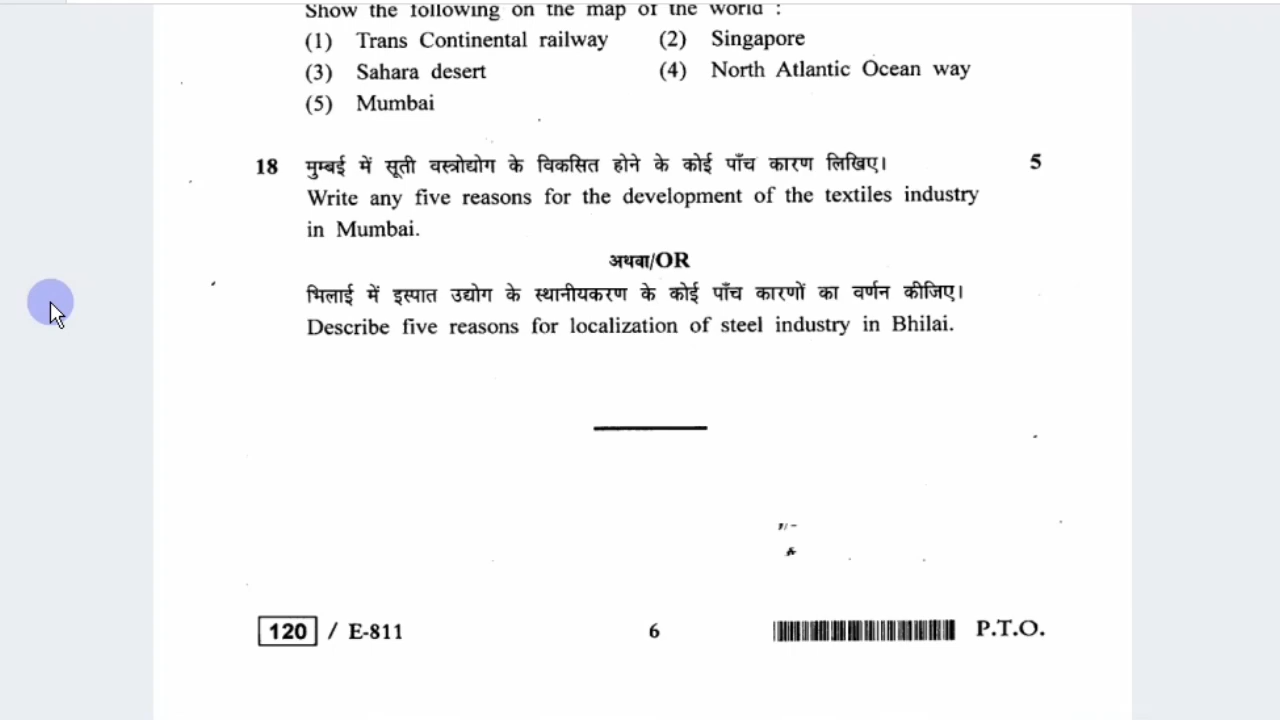 Show the following on the map of the world :
(1) Trans Continental railway (2) Singapore
(3) Sahara desert (4) North Atlantic Ocean way
(5) Mumbai
18 मुम्बई में सूती वस्त्रोद्योग के विकसित होने के कोई पाँच कारण लिखिए। 5
Write any five reasons for the development of the textiles industry
in Mumbai.
अथवा/OR
भिलाई में इस्पात उद्योग के स्थानीयकरण के कोई पाँच कारणों का वर्णन कीजिए।
Describe five reasons for localization of steel industry in Bhilai.
120 / E-811 6 P.T.O.